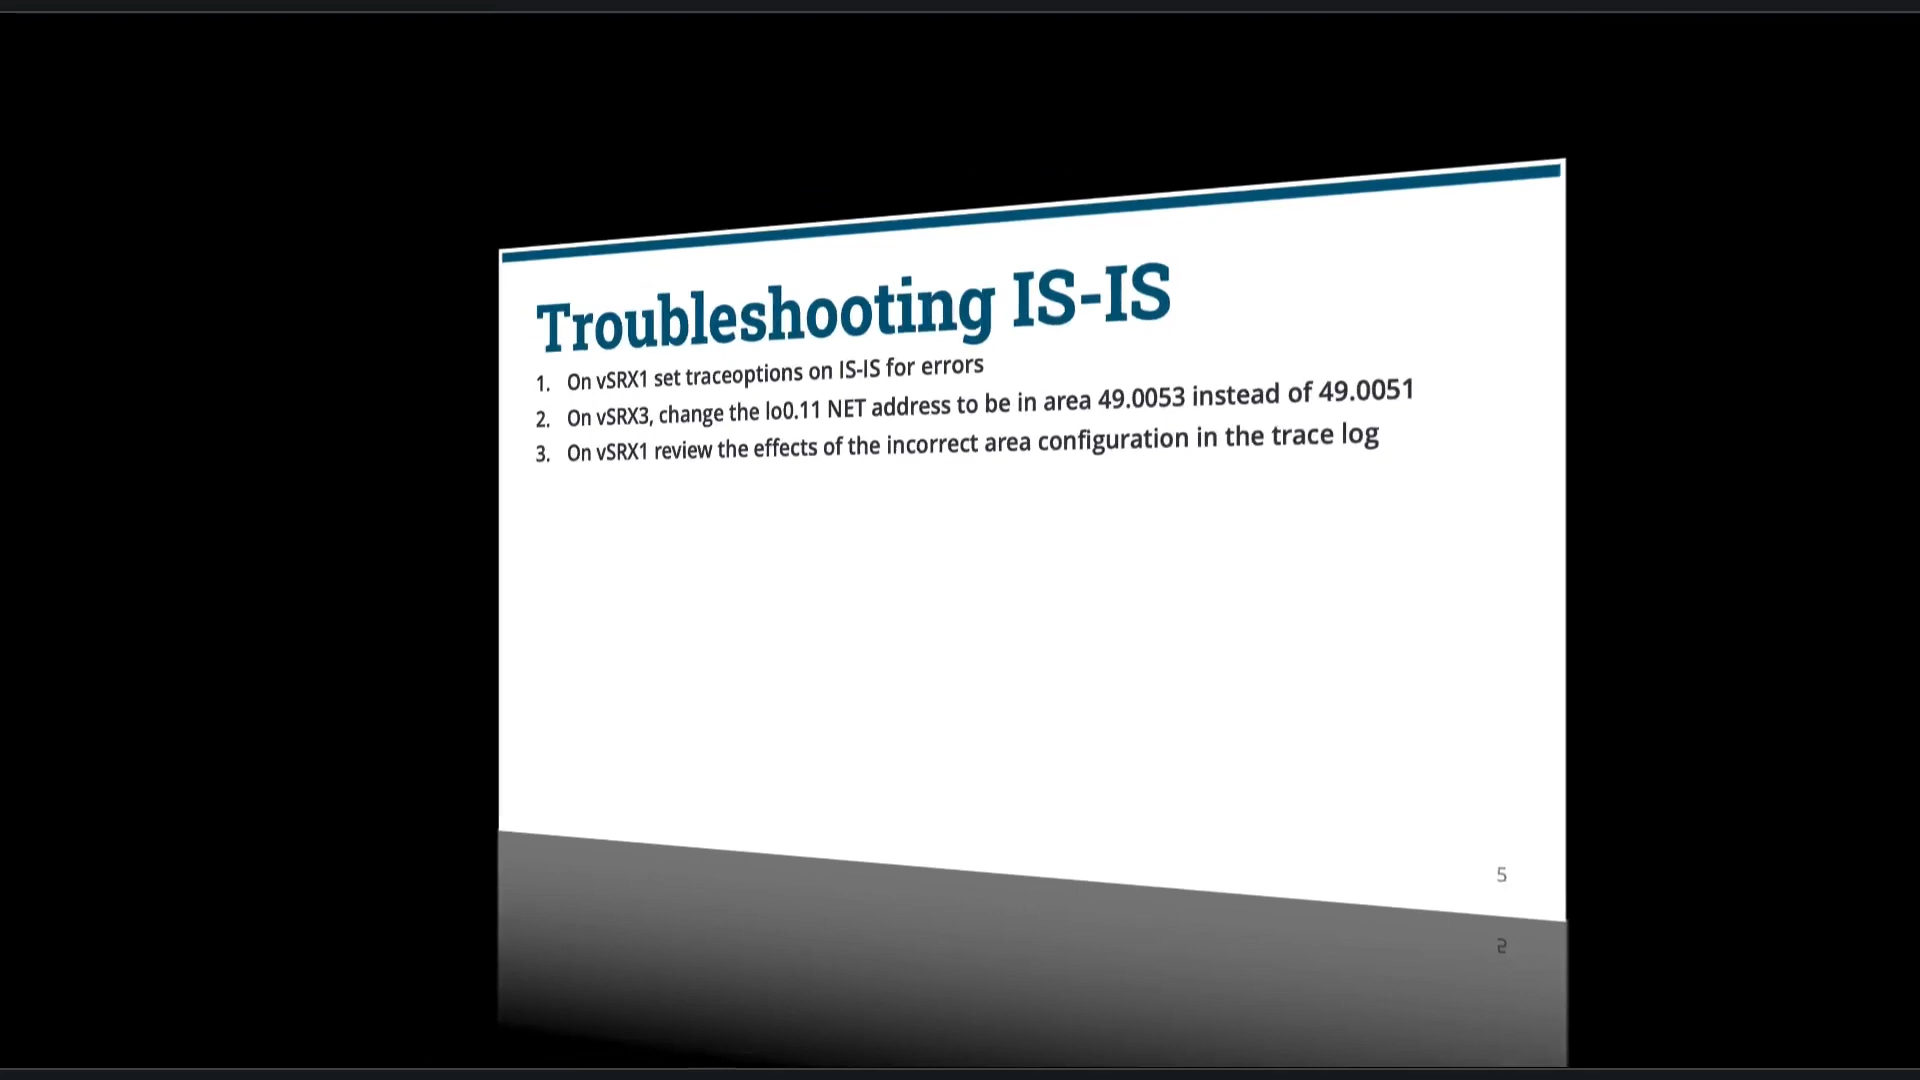 Troubleshooting IS-IS
1. On vSRX1 set traceoptions on IS-IS for errors
2. On vSRX3, change the lo0.11 NET address to be in area 49.0053 instead of 49.0051
3. On vSRX1 review the effects of the incorrect area configuration in the trace log
5